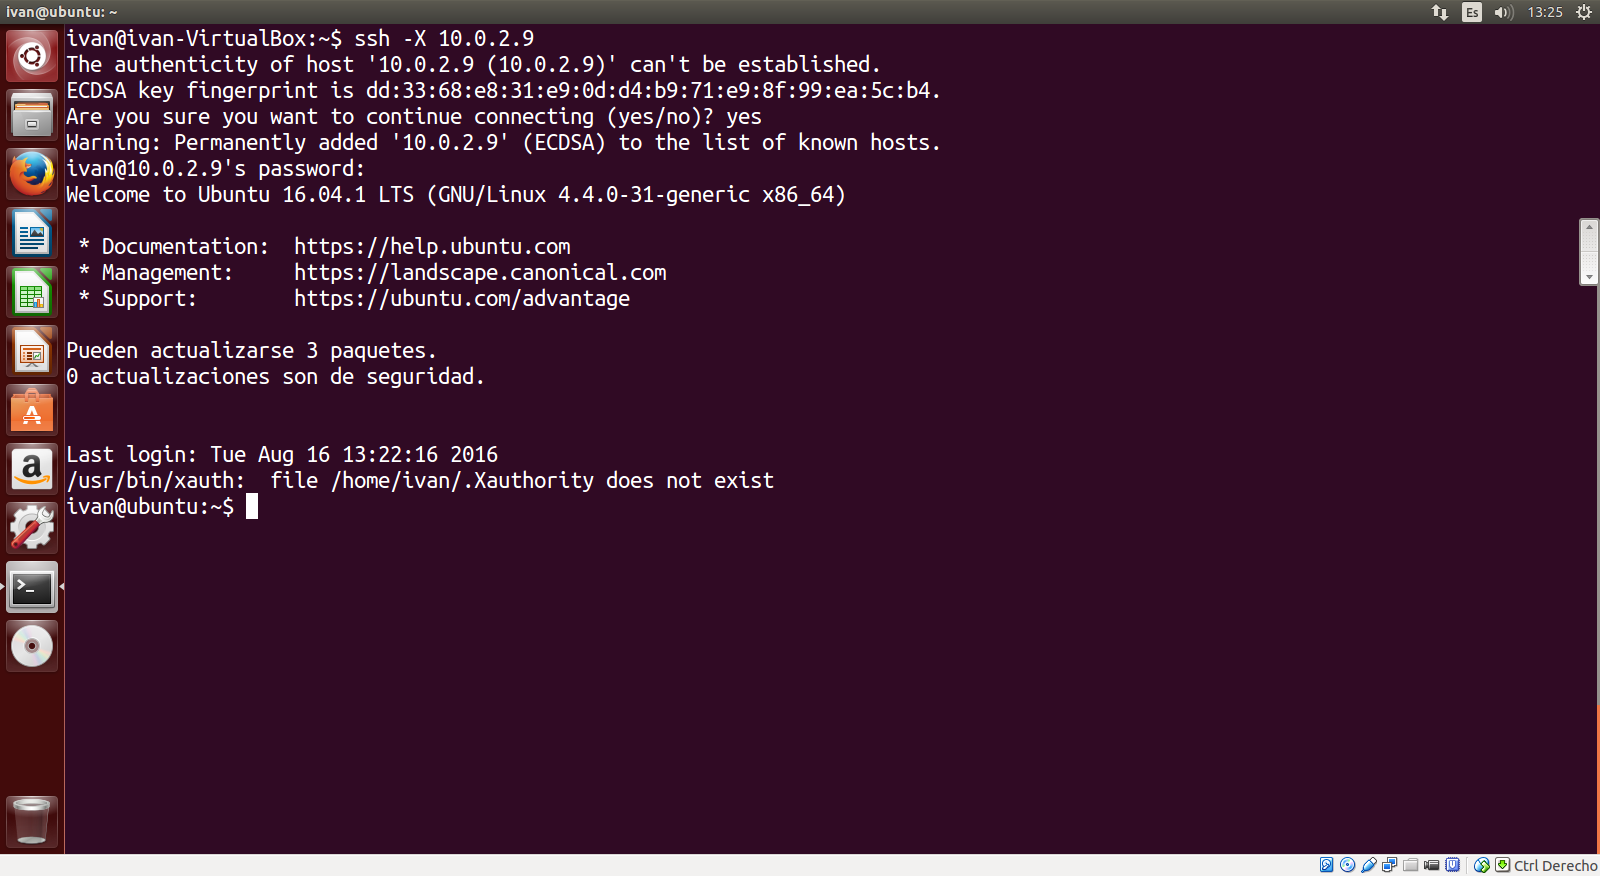 ivan@ubuntu: ~
Es
13:25
ivan@ivan-VirtualBox:~$ ssh -X 10.0.2.9
The authenticity of host '10.0.2.9 (10.0.2.9)' can't be established.
ECDSA key fingerprint is dd:33:68:e8:31:e9:0d:d4:b9:71:e9:8f:99:ea:5c:b4.
Are you sure you want to continue connecting (yes/no)? yes
Warning: Permanently added '10.0.2.9' (ECDSA) to the list of known hosts.
ivan@10.0.2.9's password:
Welcome to Ubuntu 16.04.1 LTS (GNU/Linux 4.4.0-31-generic x86_64)
 * Documentation:  https://help.ubuntu.com
 * Management:     https://landscape.canonical.com
 * Support:        https://ubuntu.com/advantage
Pueden actualizarse 3 paquetes.
0 actualizaciones son de seguridad.
Last login: Tue Aug 16 13:22:16 2016
/usr/bin/xauth:  file /home/ivan/.Xauthority does not exist
ivan@ubuntu:~$
Ctrl Derecho